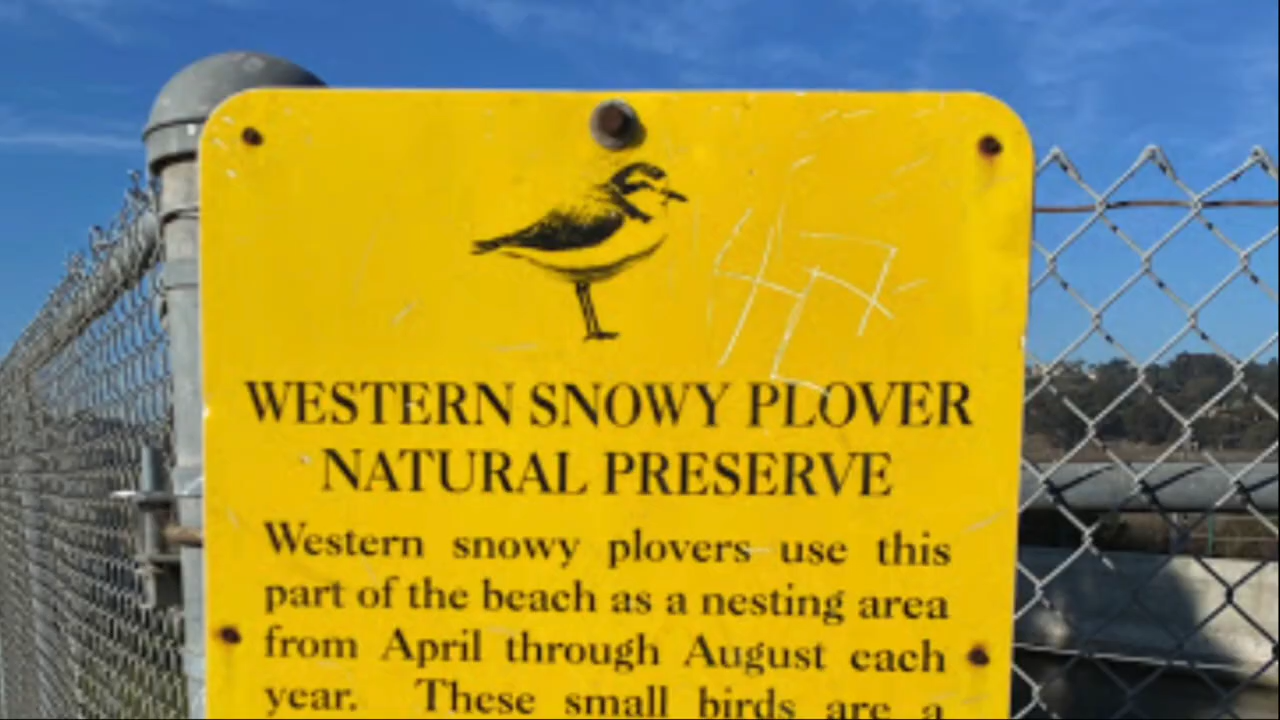 WESTERN SNOWY PLOVER
NATURAL PRESERVE
Western snowy plovers use this
part of the beach as a nesting area
from April through August each
year. These small birds are a